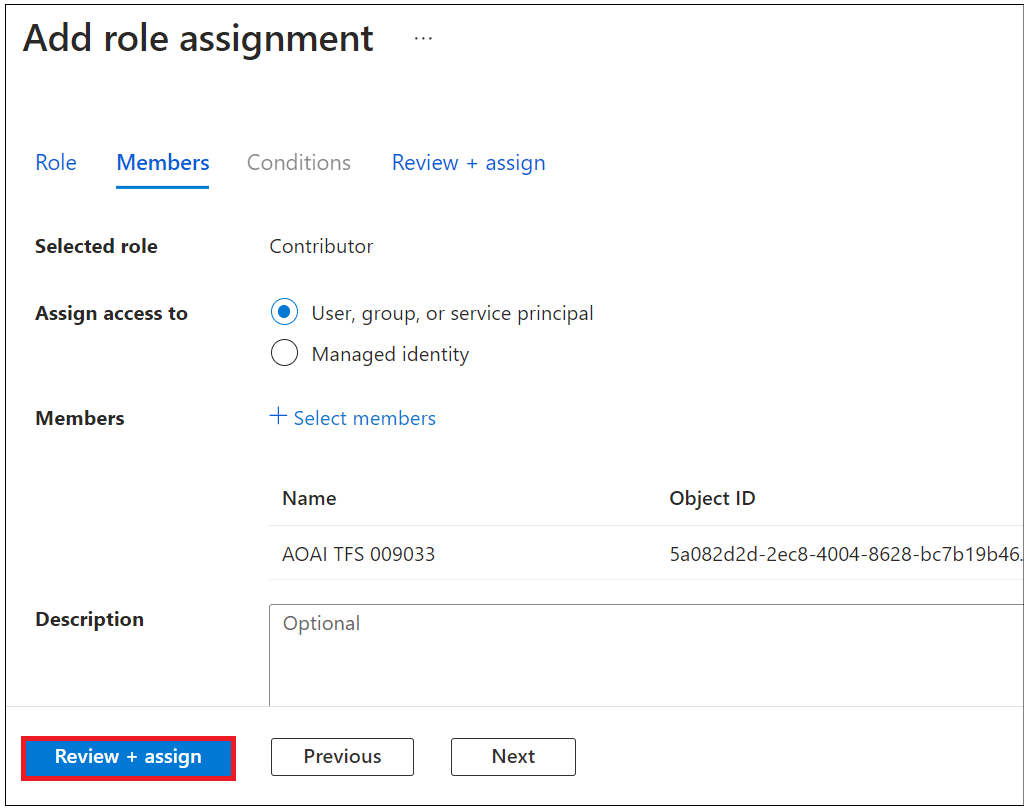 Add role assignment ...
Role Members Conditions Review + assign
Selected role Contributor
Assign access to User, group, or service principal
Managed identity
Members + Select members
Name Object ID
AOAI TFS 009033 5a082d2d-2ec8-4004-8628-bc7b19b46.
Description Optional
Review + assign Previous Next